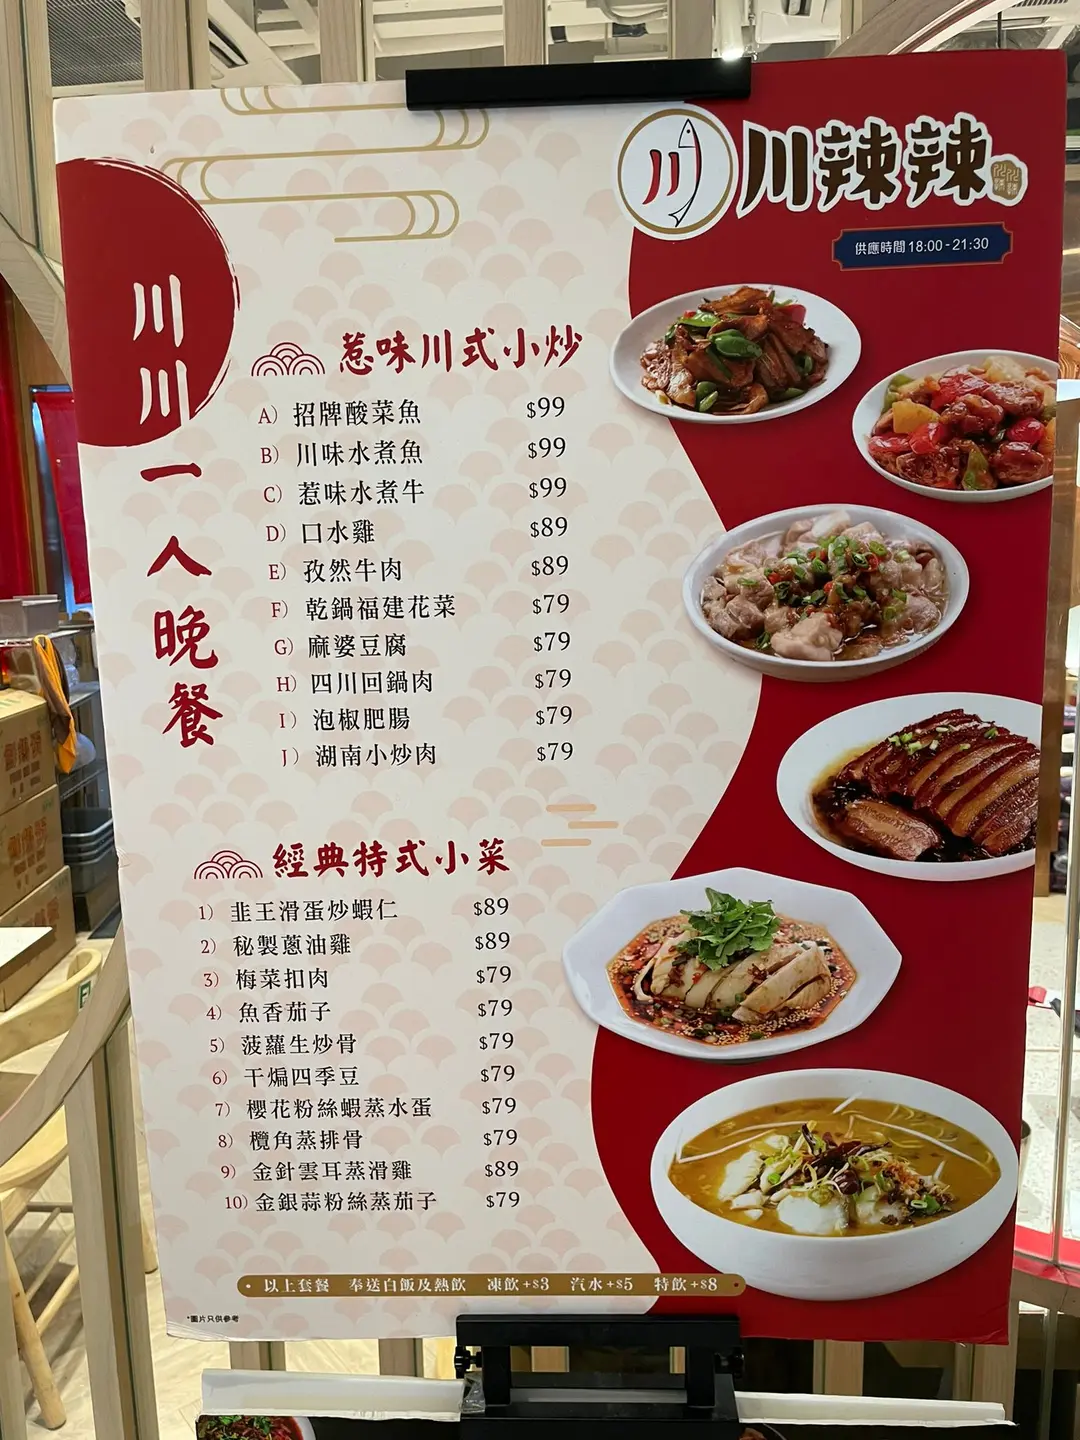 川
川辣辣
供應時間 18:00 - 21:30
川川一人晚餐
惹味川式小炒
A) 招牌酸菜魚 $99
B) 川味水煮魚 $99
C) 惹味水煮牛 $99
D) 口水雞 $89
E) 孜然牛肉 $89
F) 乾鍋福建花菜 $79
G) 麻婆豆腐 $79
H) 四川回鍋肉 $79
I) 泡椒肥腸 $79
J) 湖南小炒肉 $79
經典特式小菜
1) 韭王滑蛋炒蝦仁 $89
2) 秘製蔥油雞 $89
3) 梅菜扣肉 $79
4) 魚香茄子 $79
5) 菠蘿生炒骨 $79
6) 干煸四季豆 $79
7) 櫻花粉絲蝦蒸水蛋 $79
8) 欖角蒸排骨 $79
9) 金針雲耳蒸滑雞 $89
10) 金銀蒜粉絲蒸茄子 $79
• 以上套餐 奉送白飯及熱飲 凍飲+$3 汽水+$5 特飲+$8 •
*圖片只供參考